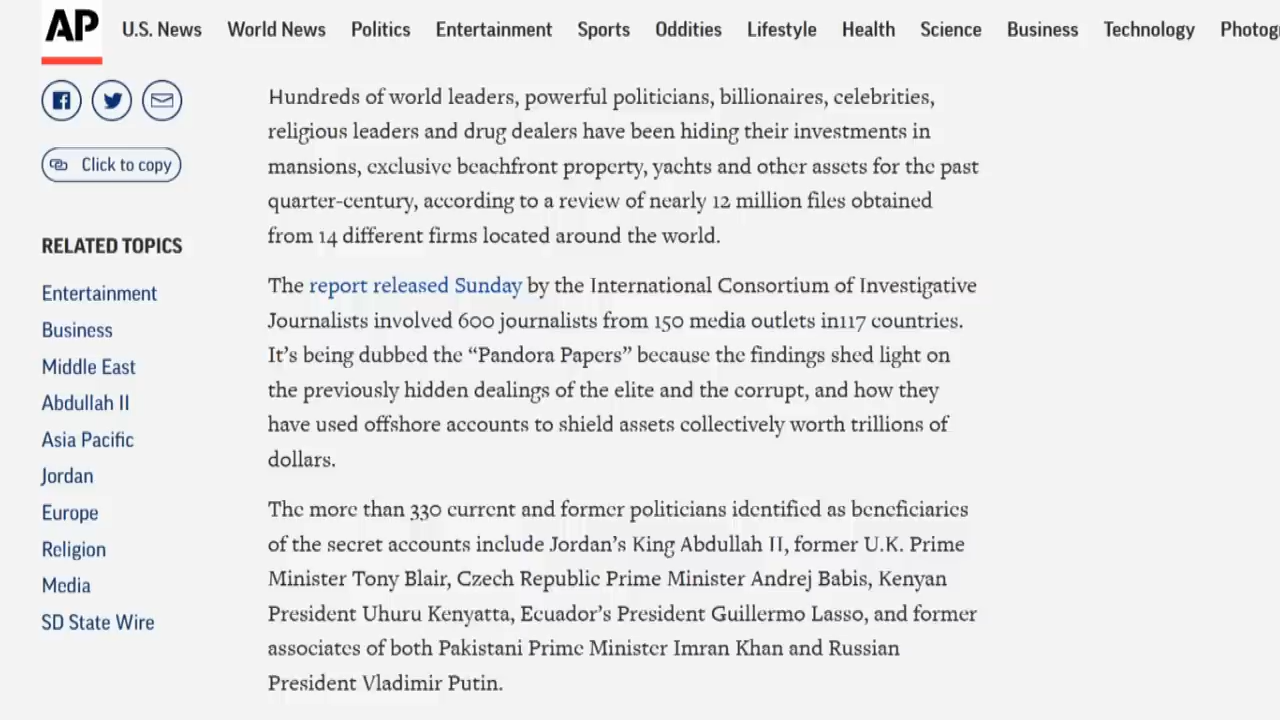 AP
U.S. News World News Politics Entertainment Sports Oddities Lifestyle Health Science Business Technology Photog
Click to copy
RELATED TOPICS
Entertainment
Business
Middle East
Abdullah II
Asia Pacific
Jordan
Europe
Religion
Media
SD State Wire
Hundreds of world leaders, powerful politicians, billionaires, celebrities,
religious leaders and drug dealers have been hiding their investments in
mansions, exclusive beachfront property, yachts and other assets for the past
quarter-century, according to a review of nearly 12 million files obtained
from 14 different firms located around the world.
The report released Sunday by the International Consortium of Investigative
Journalists involved 600 journalists from 150 media outlets in117 countries.
It's being dubbed the “Pandora Papers” because the findings shed light on
the previously hidden dealings of the elite and the corrupt, and how they
have used offshore accounts to shield assets collectively worth trillions of
dollars.
The more than 330 current and former politicians identified as beneficiaries
of the secret accounts include Jordan's King Abdullah II, former U.K. Prime
Minister Tony Blair, Czech Republic Prime Minister Andrej Babis, Kenyan
President Uhuru Kenyatta, Ecuador's President Guillermo Lasso, and former
associates of both Pakistani Prime Minister Imran Khan and Russian
President Vladimir Putin.